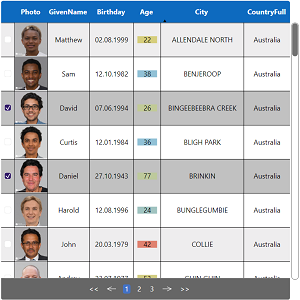 Photo GivenName Birthday Age City CountryFull
Matthew 02.08.1999 22 ALLENDALE NORTH Australia
Sam 12.10.1982 38 BENJEROOP Australia
David 07.06.1994 26 BINGEEBEEBRA CREEK Australia
Curtis 12.01.1984 36 BLIGH PARK Australia
Daniel 27.10.1943 77 BRINKIN Australia
Harold 12.08.1996 24 BUNGLEGUMBIE Australia
John 20.03.1979 42 COLLIE Australia
<< 1 2 3 >>